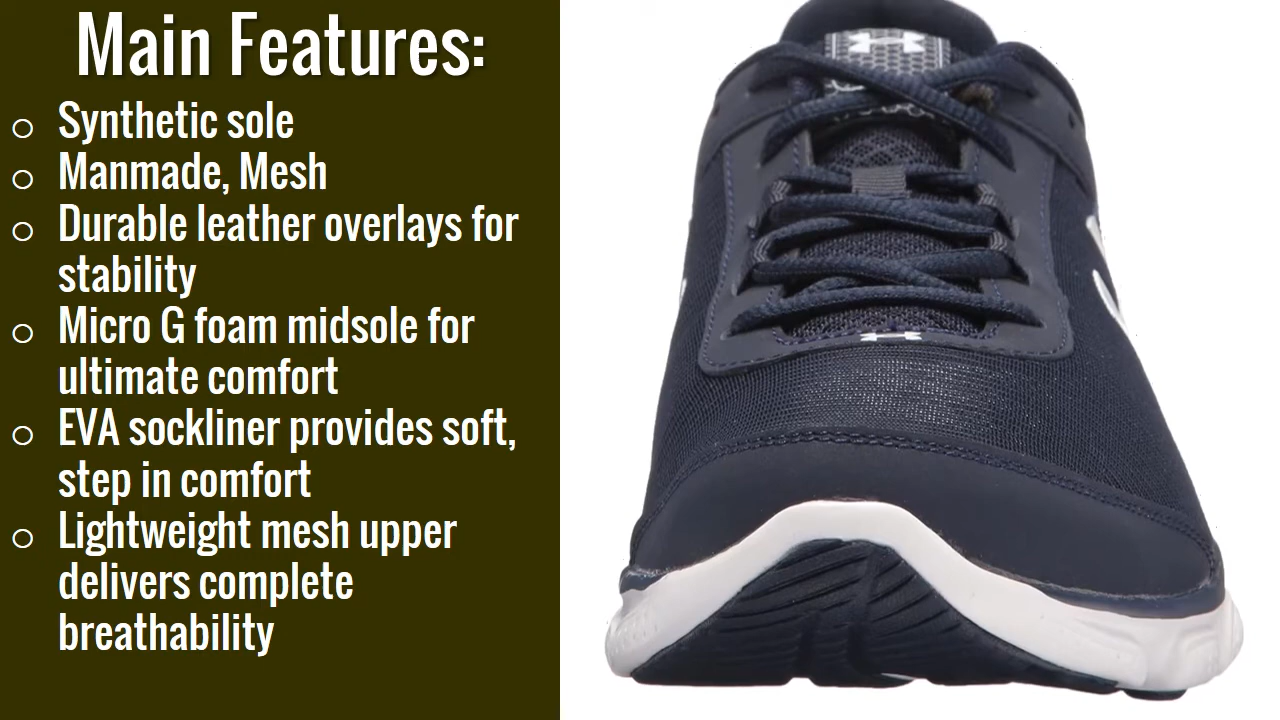 Main Features:
Synthetic sole
Manmade, Mesh
Durable leather overlays for
stability
Micro G foam midsole for
ultimate comfort
EVA sockliner provides soft,
step in comfort
Lightweight mesh upper
delivers complete
breathability